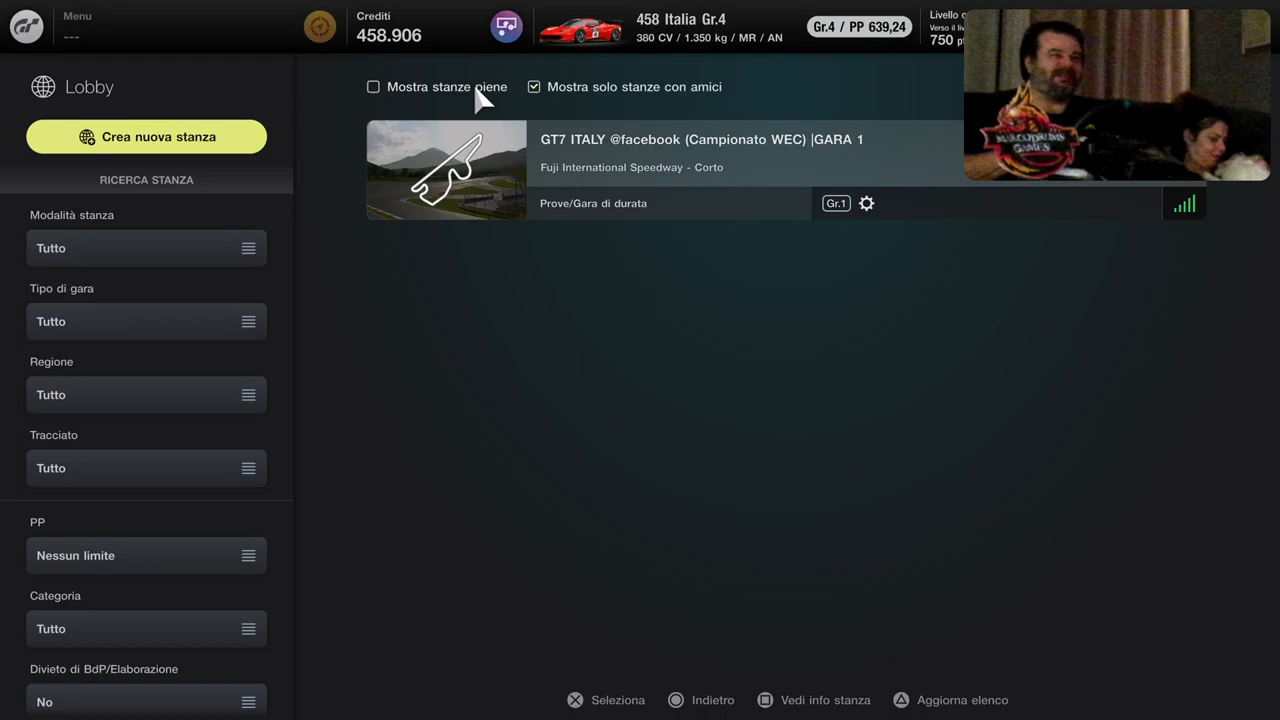 Menu
---
Crediti
458.906
458 Italia Gr.4
380 CV / 1.350 kg / MR / AN
Gr.4 / PP 639,24
Livello
750
MARCODRUMS
GAMES
Lobby
Crea nuova stanza
RICERCA STANZA
Modalità stanza
Tutto
Tipo di gara
Tutto
Regione
Tutto
Tracciato
Tutto
PP
Nessun limite
Categoria
Tutto
Divieto di BdP/Elaborazione
No
Mostra stanze piene
Mostra solo stanze con amici
GT7 ITALY @facebook (Campionato WEC) |GARA 1
Fuji International Speedway - Corto
Prove/Gara di durata
Gr.1
Seleziona
Indietro
Vedi info stanza
Aggiorna elenco